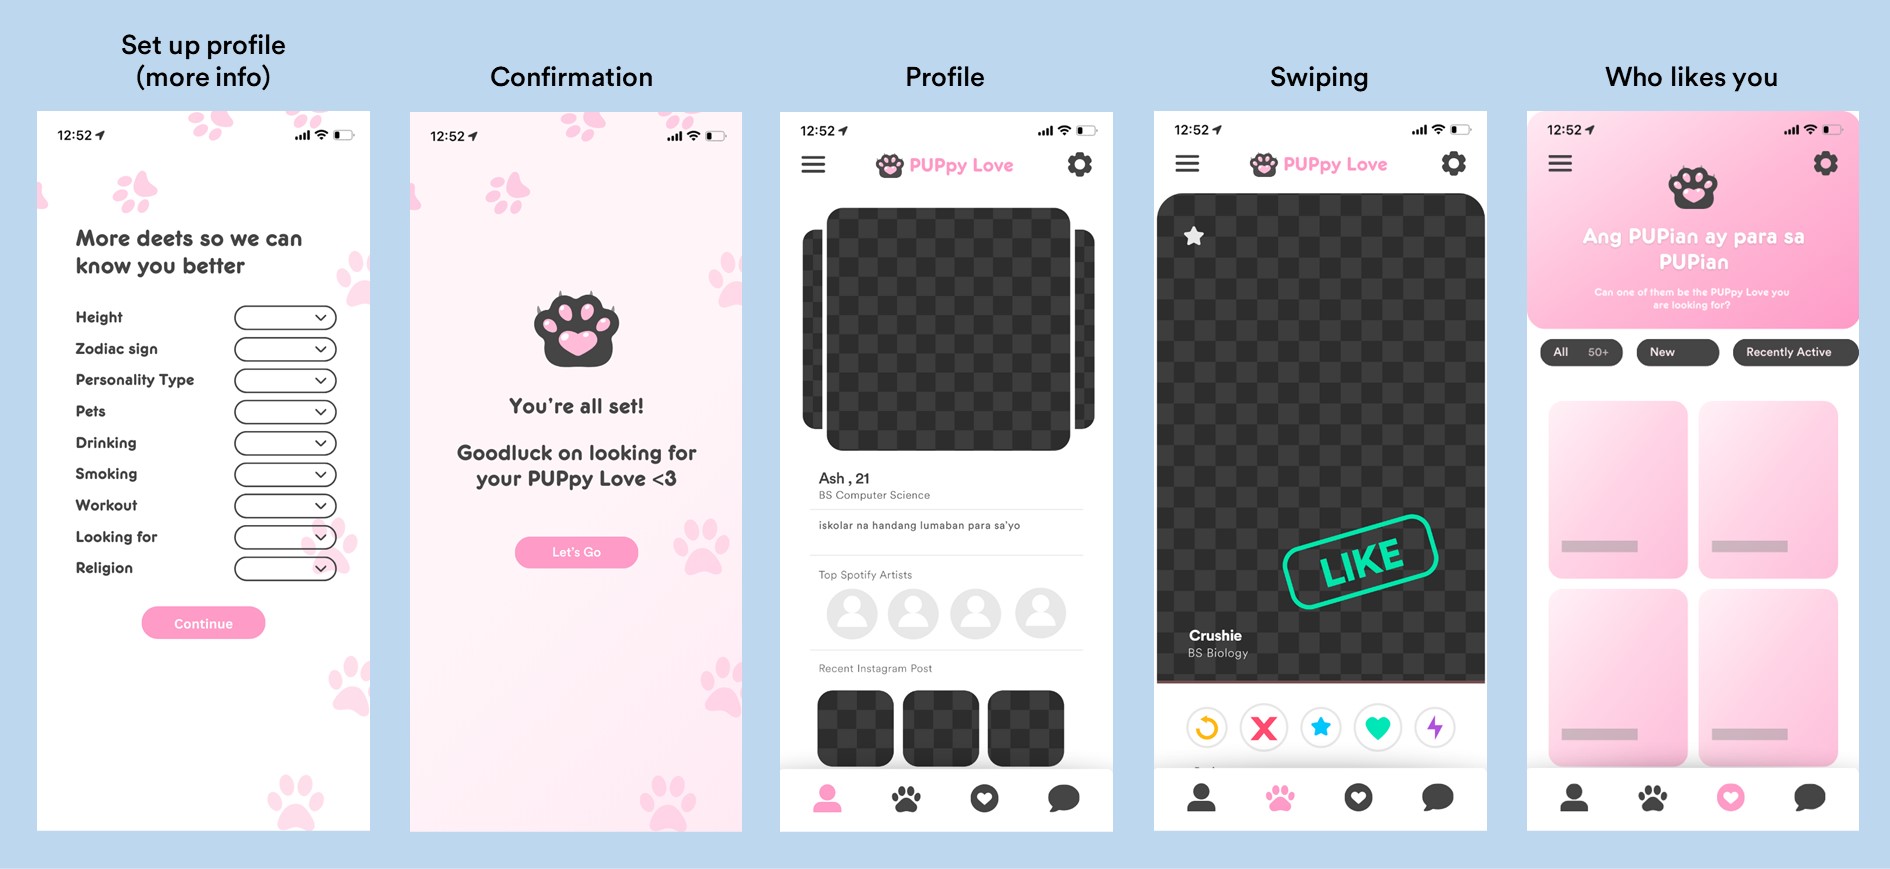 Set up profile
(more info)
12:52
More deets so we can
know you better
Height
Zodiac sign
Personality Type
Pets
Drinking
Smoking
Workout
Looking for
Religion
Continue
Confirmation
12:52
You're all set!
Goodluck on looking for
your PUPpy Love <3
Let's Go
Profile
12:52
PUPpy Love
Ash , 21
BS Computer Science
iskolar na handang lumaban para sa'yo
Top Spotify Artists
Recent Instagram Post
Swiping
12:52
PUPpy Love
LIKE
Crushie
BS Biology
Who likes you
12:52
Ang PUPian ay para sa
PUPian
Can one of them be the PUPpy Love you
are looking for?
All 50+ New Recently Active